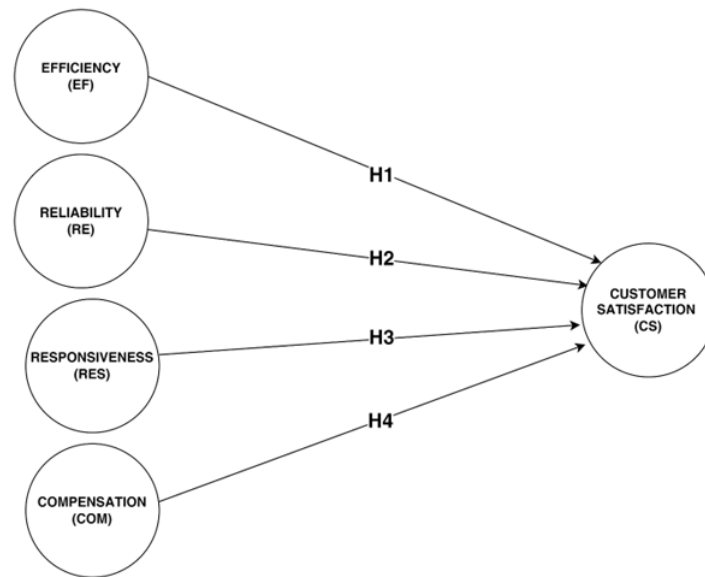 EFFICIENCY
(EF)
H1
RELIABILITY
(RE)
H2
CUSTOMER
SATISFACTION
(CS)
H3
RESPONSIVENESS
(RES)
H4
COMPENSATION
(COM)